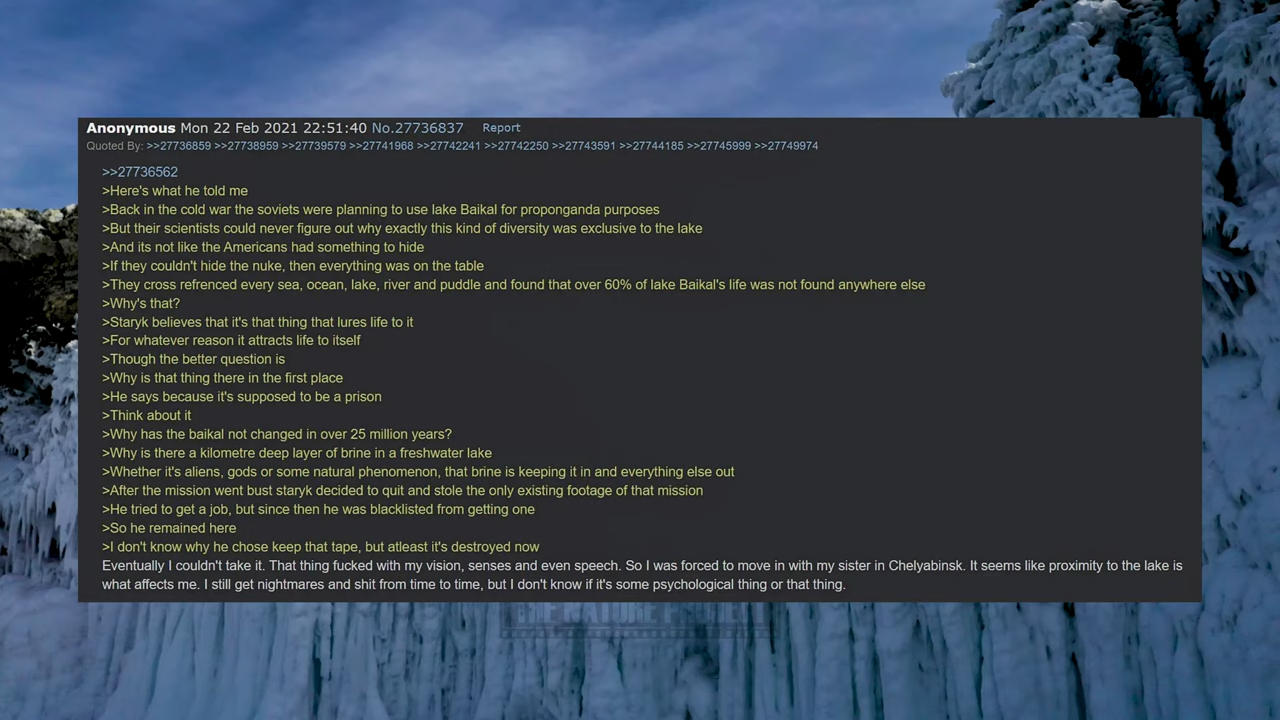 Anonymous Mon 22 Feb 2021 22:51:40 No.27736837 Report
Quoted By: >>27736859 >>27738959 >>27739579 >>27741968 >>27742241 >>27742250 >>27743591 >>27744185 >>27745999 >>27749974
>>27736562
>Here's what he told me
>Back in the cold war the soviets were planning to use lake Baikal for proponganda purposes
>But their scientists could never figure out why exactly this kind of diversity was exclusive to the lake
>And its not like the Americans had something to hide
>If they couldn't hide the nuke, then everything was on the table
>They cross refrenced every sea, ocean, lake, river and puddle and found that over 60% of lake Baikal's life was not found anywhere else
>Why's that?
>Staryk believes that it's that thing that lures life to it
>For whatever reason it attracts life to itself
>Though the better question is
>Why is that thing there in the first place
>He says because it's supposed to be a prison
>Think about it
>Why has the baikal not changed in over 25 million years?
>Why is there a kilometre deep layer of brine in a freshwater lake
>Whether it's aliens, gods or some natural phenomenon, that brine is keeping it in and everything else out
>After the mission went bust staryk decided to quit and stole the only existing footage of that mission
>He tried to get a job, but since then he was blacklisted from getting one
>So he remained here
>I don't know why he chose keep that tape, but atleast it's destroyed now
Eventually I couldn't take it. That thing fucked with my vision, senses and even speech. So I was forced to move in with my sister in Chelyabinsk. It seems like proximity to the lake is
what affects me. I still get nightmares and shit from time to time, but I don't know if it's some psychological thing or that thing.